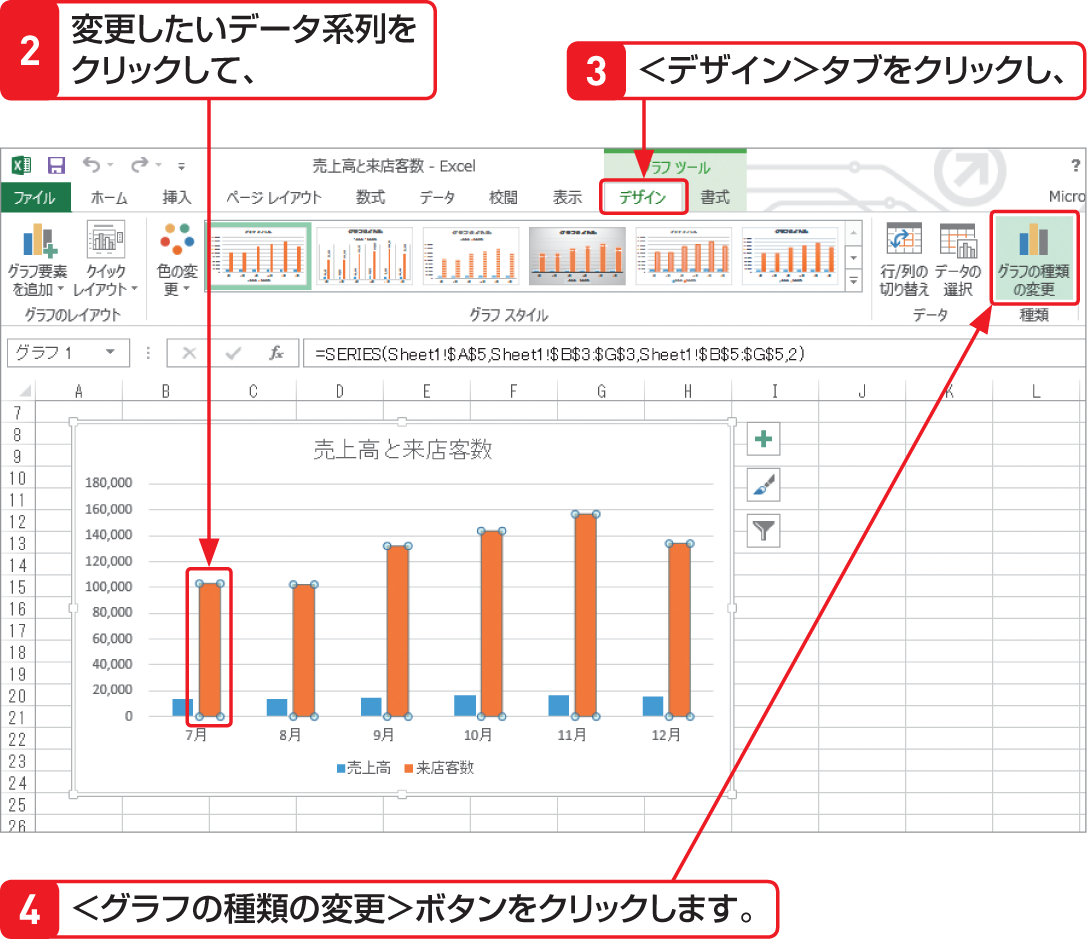 2
変更したいデータ系列を
クリックして、
3
＜デザイン＞タブをクリックし、
売上高と来店客数 - Excel
グラフ ツール
?
ファイル
ホーム
挿入
ページ レイアウト
数式
データ
校閲
表示
デザイン
書式
Micro
グラフ要素
を追加
クイック
レイアウト
色の変
更
行/列の
切り替え
データの
選択
グラフの種類
の変更
グラフのレイアウト
グラフ スタイル
データ
種類
グラフ 1
fx
=SERIES(Sheet1!$A$5,Sheet1!$B$3:$G$3,Sheet1!$B$5:$G$5,2)
A B C D E F G H I J K L
7
8
9
10
11
12
13
14
15
16
17
18
19
20
21
22
23
24
25
26
売上高と来店客数
180,000
160,000
140,000
120,000
100,000
80,000
60,000
40,000
20,000
0
7月 8月 9月 10月 11月 12月
売上高 来店客数
4
＜グラフの種類の変更＞ボタンをクリックします。